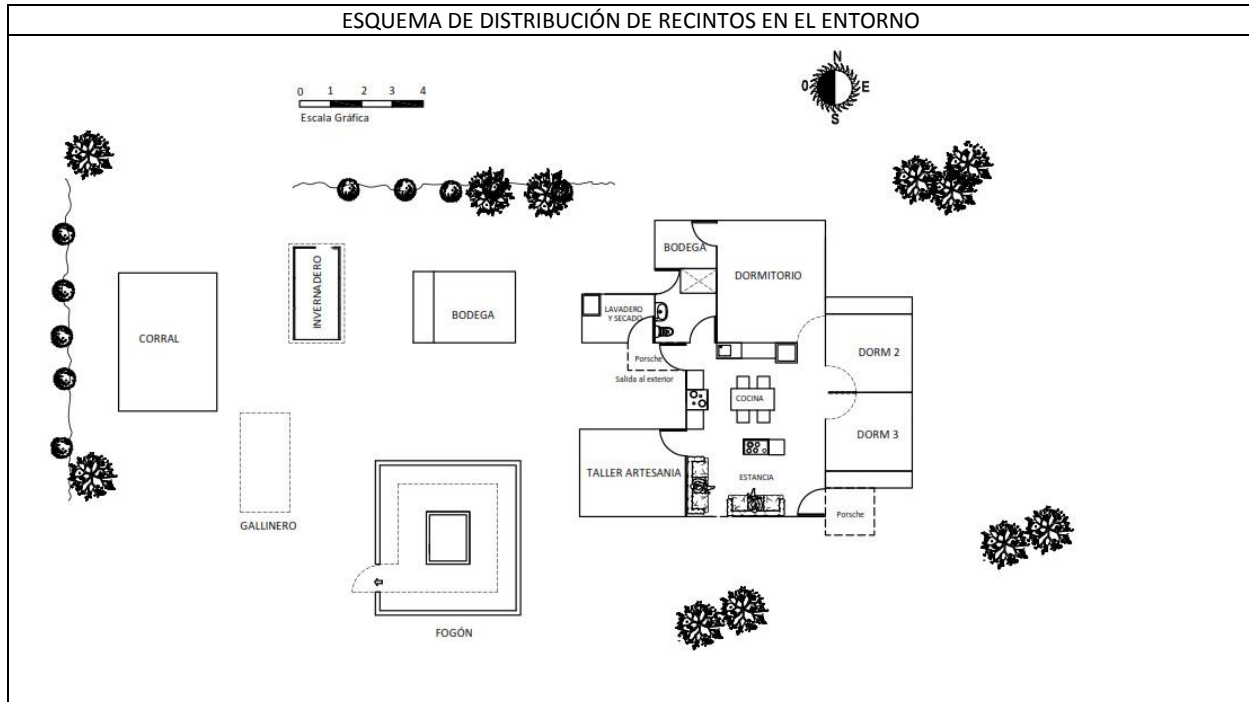 ESQUEMA DE DISTRIBUCIÓN DE RECINTOS EN EL ENTORNO
N
O
E
S
0 1 2 3 4
Escala Gráfica
BODEGA
DORMITORIO
INVERNADERO
BODEGA
LAVADERO
Y SECADO
CORRAL
DORM 2
Porsche
Salida al exterior
COCINA
DORM 3
TALLER ARTESANIA
ESTANCIA
Porsche
GALLINERO
FOGÓN